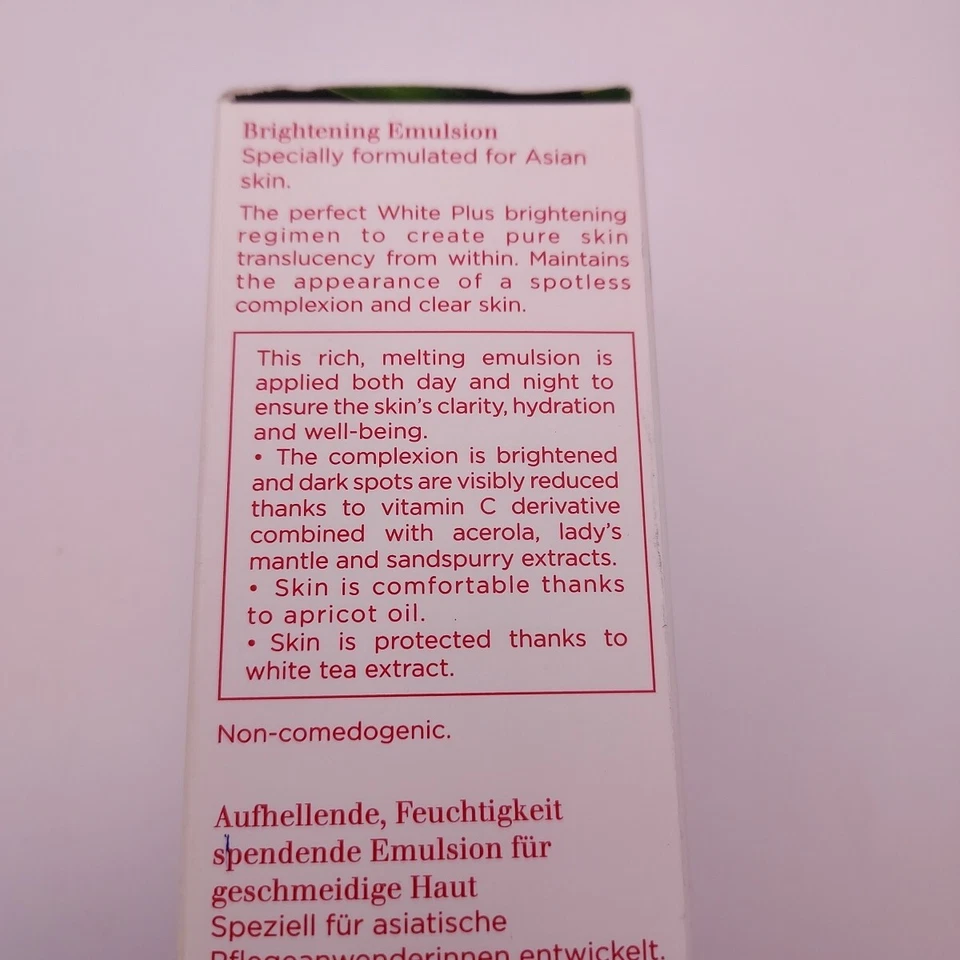 Brightening Emulsion
Specially formulated for Asian
skin.
The perfect White Plus brightening
regimen to create pure skin
translucency from within. Maintains
the appearance of a spotless
complexion and clear skin.
This rich, melting emulsion is
applied both day and night to
ensure the skin's clarity, hydration
and well-being.
• The complexion is brightened
and dark spots are visibly reduced
thanks to vitamin C derivative
combined with acerola, lady's
mantle and sandspurry extracts.
• Skin is comfortable thanks
to apricot oil.
• Skin is protected thanks to
white tea extract.
Non-comedogenic.
Aufhellende, Feuchtigkeit
spendende Emulsion für
geschmeidige Haut
Speziell für asiatische
Pflegeanwenderinnen entwickelt.